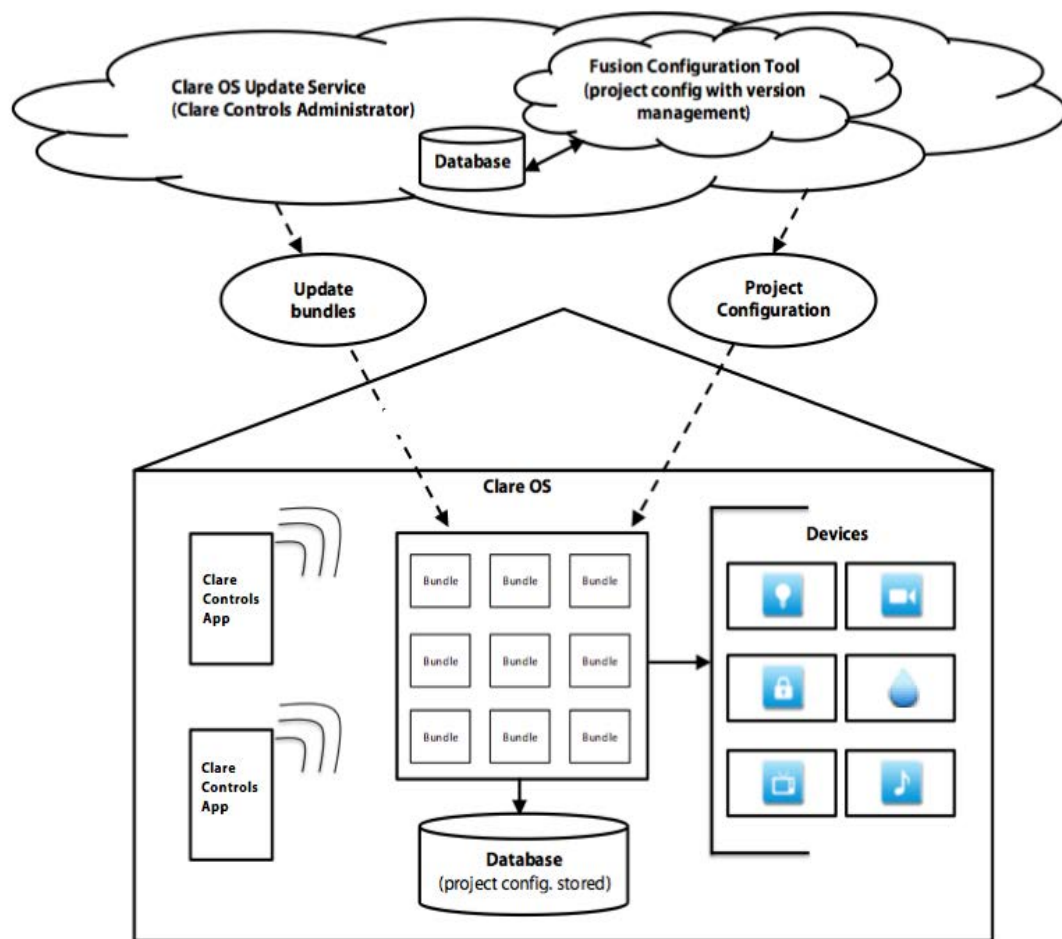 Clare OS Update Service
(Clare Controls Administrator)
Fusion Configuration Tool
(project config with version
management)
Database
Update
bundles
Project
Configuration
Clare OS
Clare
Controls
App
Clare
Controls
App
Bundle Bundle Bundle
Bundle Bundle Bundle
Bundle Bundle Bundle
Devices
Database
(project config. stored)